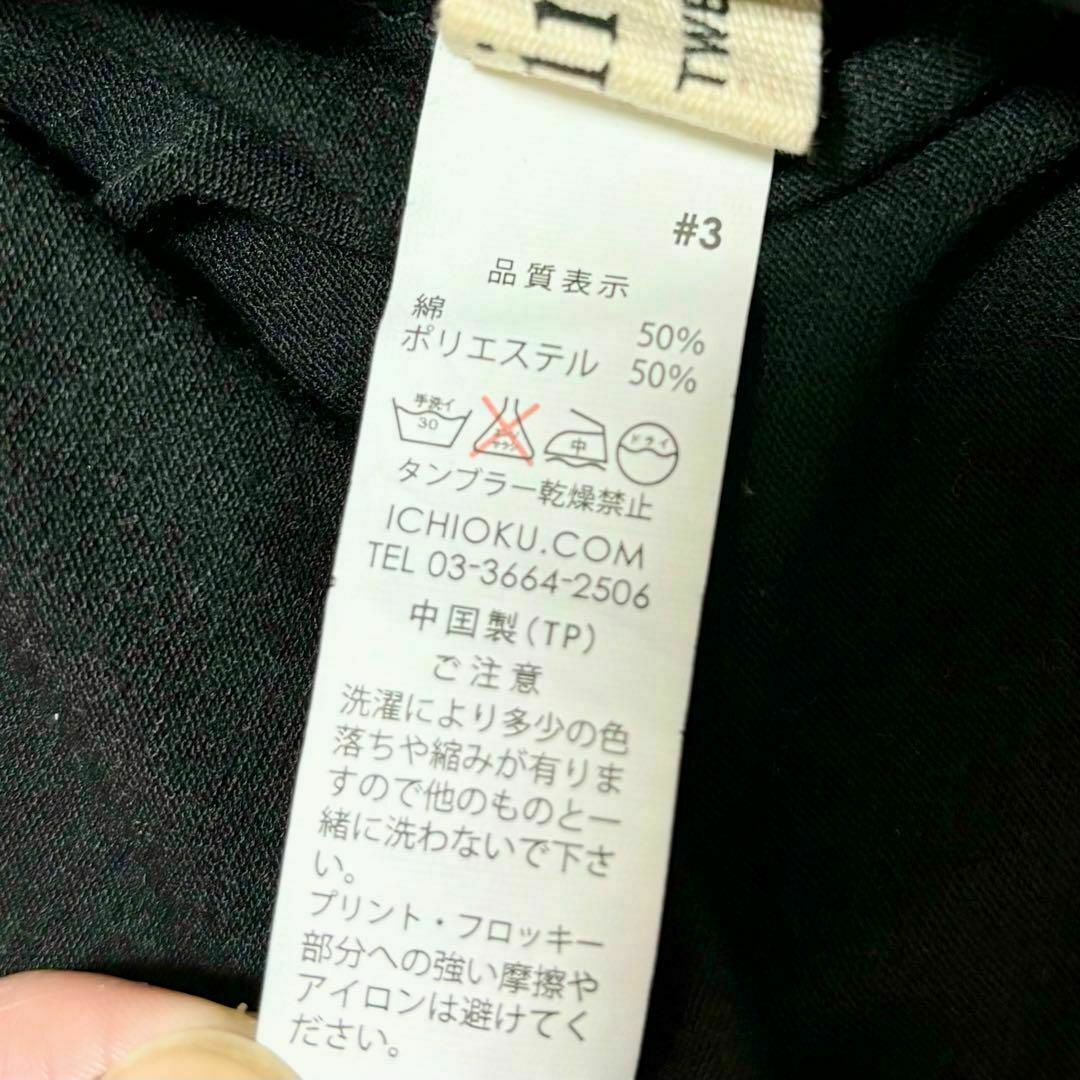 #3
品質表示
綿 50%
ポリエステル 50%
手洗イ 30 中 ドライ
タンブラー乾燥禁止
ICHIOKU.COM
TEL 03-3664-2506
中国製(TP)
ご注意
洗濯により多少の色
落ちや縮みが有りま
すので他のものと一
緒に洗わないで下さ
い。
プリント・フロッキー
部分への強い摩擦や
アイロンは避けてく
ださい。